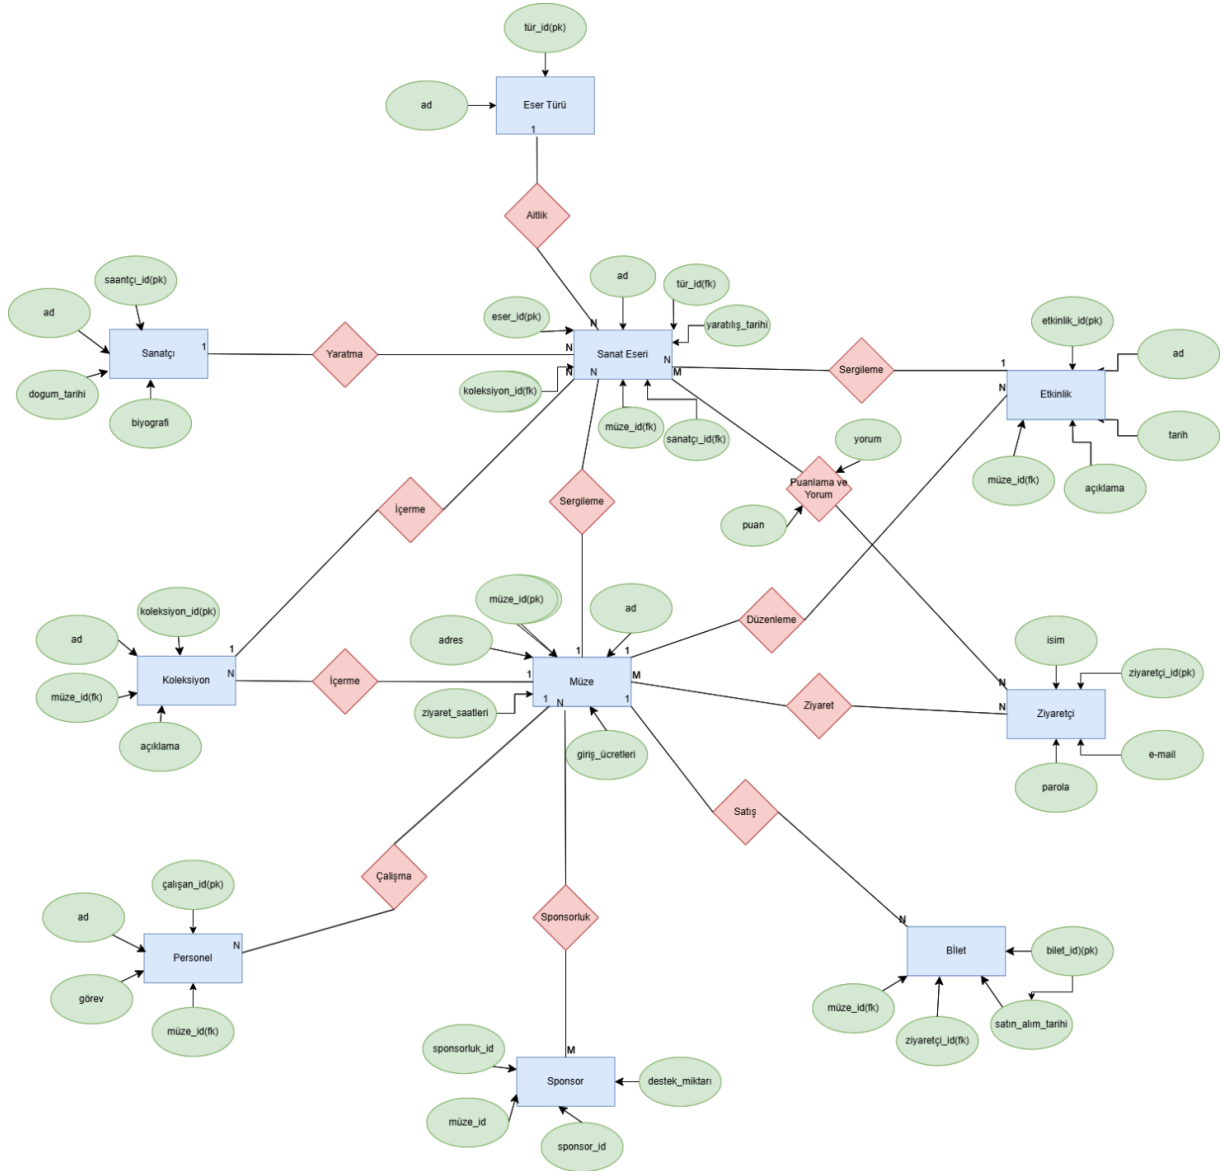 tür_id(pk)
ad
Eser Türü
1
Aitlik
saantçı_id(pk)
ad
Sanatçı
1
dogum_tarihi
biyografi
Yaratma
ad
tür_id(fk)
eser_id(pk)
yaratılış_tarihi
N
N
Sanat Eseri
N
N
N
M
koleksiyon_id(fk)
müze_id(fk)
sanatçı_id(fk)
Sergileme
etkinlik_id(pk)
ad
1
Etkinlik
N
tarih
müze_id(fk)
açıklama
yorum
Puanlama ve
Yorum
puan
İçerme
Sergileme
koleksiyon_id(pk)
ad
1
Koleksiyon
N
müze_id(fk)
açıklama
İçerme
müze_id(pk)
ad
adres
1
1
1
Müze
M
ziyaret_saatleri
1
N
1
giriş_ücretleri
Düzenleme
Ziyaret
isim
ziyaretçi_id(pk)
N
N
Ziyaretçi
e-mail
parola
Satış
Çalışma
çalışan_id(pk)
ad
N
Personel
görev
müze_id(fk)
Sponsorluk
N
Bİlet
bilet_id)(pk)
müze_id(fk)
satın_alım_tarihi
ziyaretçi_id(fk)
sponsorluk_id
M
Sponsor
destek_miktarı
müze_id
sponsor_id